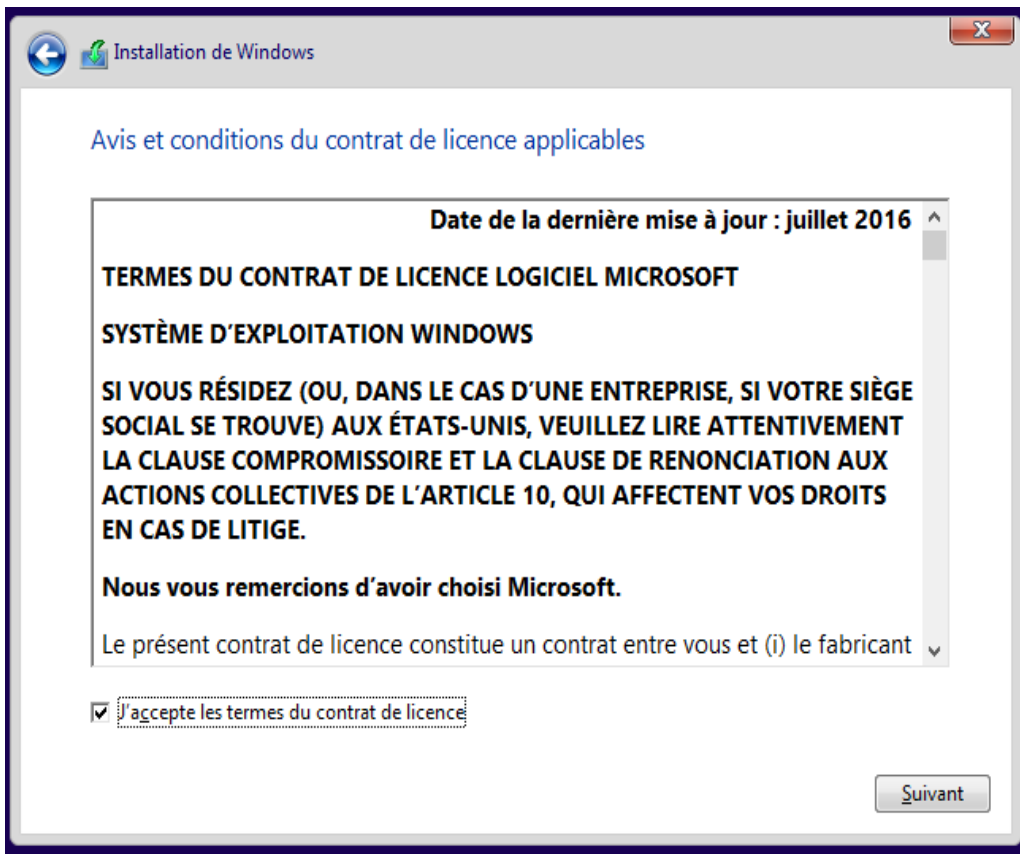 Installation de Windows
Avis et conditions du contrat de licence applicables
Date de la dernière mise à jour : juillet 2016
TERMES DU CONTRAT DE LICENCE LOGICIEL MICROSOFT
SYSTÈME D’EXPLOITATION WINDOWS
SI VOUS RÉSIDEZ (OU, DANS LE CAS D’UNE ENTREPRISE, SI VOTRE SIÈGE
SOCIAL SE TROUVE) AUX ÉTATS-UNIS, VEUILLEZ LIRE ATTENTIVEMENT
LA CLAUSE COMPROMISSOIRE ET LA CLAUSE DE RENONCIATION AUX
ACTIONS COLLECTIVES DE L’ARTICLE 10, QUI AFFECTENT VOS DROITS
EN CAS DE LITIGE.
Nous vous remercions d’avoir choisi Microsoft.
Le présent contrat de licence constitue un contrat entre vous et (i) le fabricant
J'accepte les termes du contrat de licence
Suivant